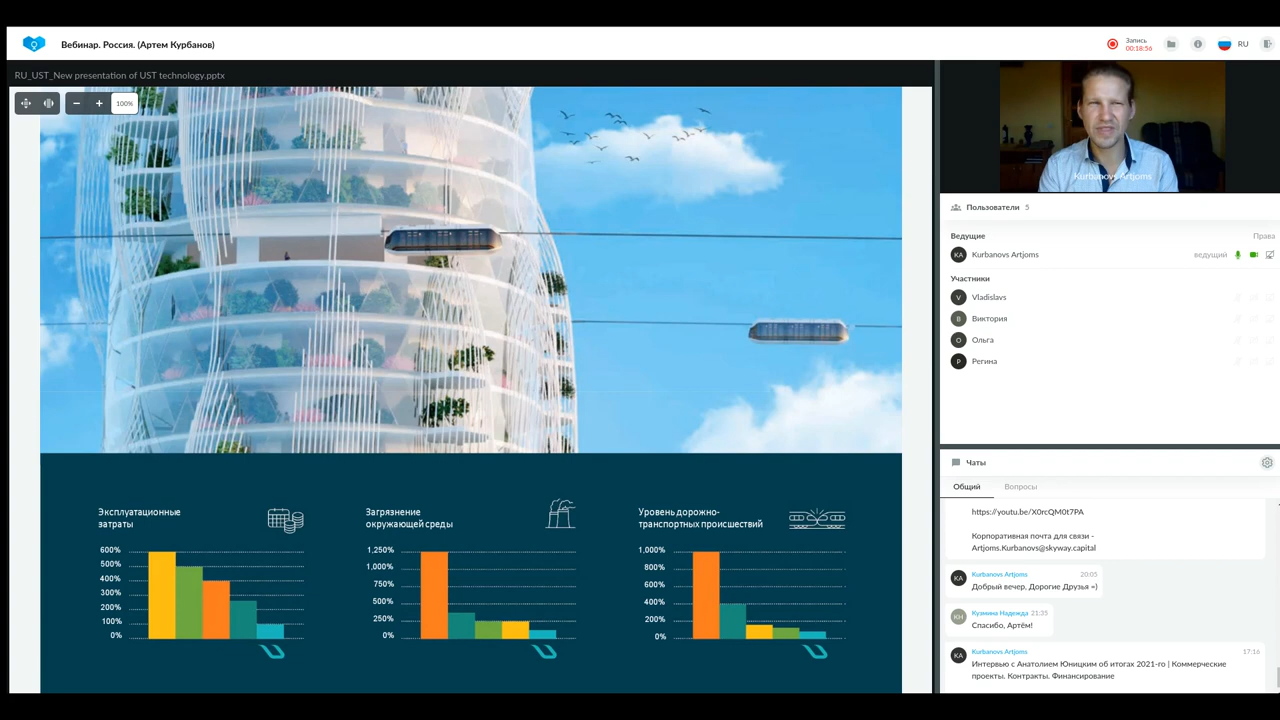 Вебинар. Россия. (Артем Курбанов)
Запись
00:18:56
RU
RU_UST_New presentation of UST technology.pptx
100%
Kurbanovs Artjoms
Пользователи 5
Ведущие
Права
KA
Kurbanovs Artjoms
ведущий
Участники
V
Vladislavs
В
Виктория
О
Ольга
Р
Регина
Чаты
Общий
Вопросы
https://youtu.be/X0rcQM0t7PA
Корпоративная почта для связи -
Artjoms.Kurbanovs@skyway.capital
KA
Kurbanovs Artjoms
20:05
Добрый вечер, Дорогие Друзья =)
КН
Кузмина Надежда 21:35
Спасибо, Артём!
KA
Kurbanovs Artjoms
17:16
Интервью с Анатолием Юницким об итогах 2021-го | Коммерческие
проекты. Контракты. Финансирование
Эксплуатационные
затраты
600%
500%
400%
300%
200%
100%
0%
Загрязнение
окружающей среды
1,250%
1,000%
750%
500%
250%
0%
Уровень дорожно-
транспортных происшествий
1,000%
800%
600%
400%
200%
0%